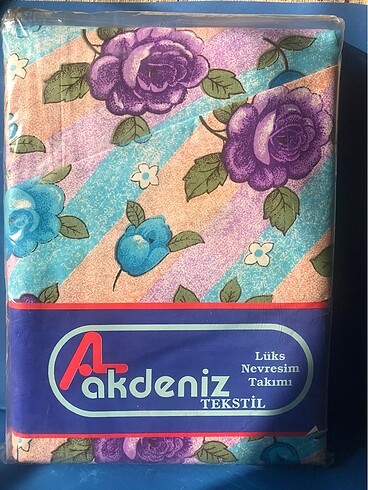 A
akdeniz
TEKSTİL
Lüks
Nevresim
Takımı